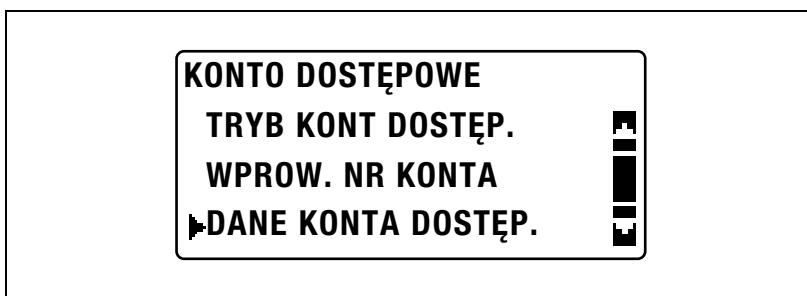 KONTO DOSTĘPOWE
TRYB KONT DOSTĘP.
WPROW. NR KONTA
DANE KONTA DOSTĘP.